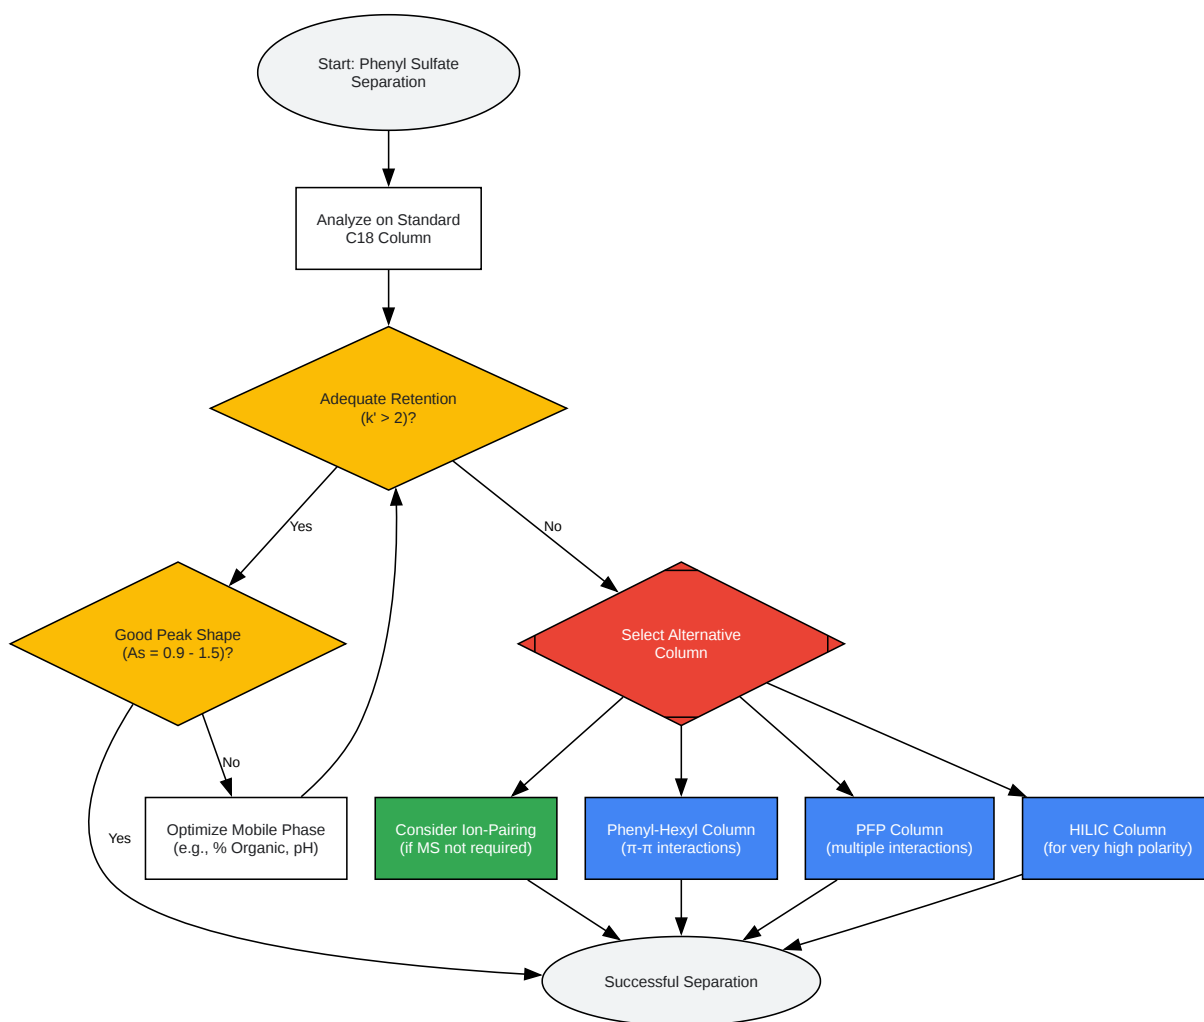 Start: Phenyl Sulfate
Separation
Analyze on Standard
C18 Column
Adequate Retention
(k' > 2)?
Yes
No
Good Peak Shape
(As = 0.9 - 1.5)?
Select Alternative
Column
No
Yes
Optimize Mobile Phase
(e.g., % Organic, pH)
Consider Ion-Pairing
(if MS not required)
Phenyl-Hexyl Column
(π-π interactions)
PFP Column
(multiple interactions)
HILIC Column
(for very high polarity)
Successful Separation